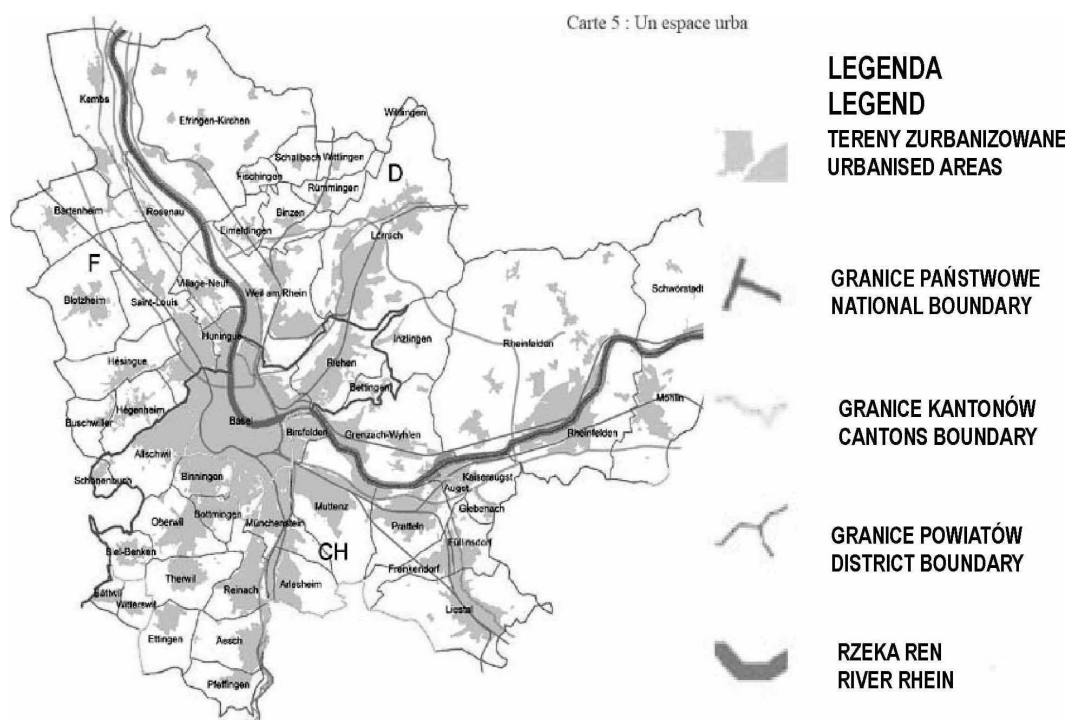 Carte 5 : Un espace urba
LEGENDA
LEGEND
TERENY ZURBANIZOWANE
URBANISED AREAS
GRANICE PAŃSTWOWE
NATIONAL BOUNDARY
GRANICE KANTONÓW
CANTONS BOUNDARY
GRANICE POWIATÓW
DISTRICT BOUNDARY
RZEKA REN
RIVER RHEIN
Kembs
Efringen-Kirchen
Wittlingen
Schallbach Wittlingen
Fischingen
Rümmingen
D
Bartenheim
Rosenau
Binzen
Eimeldingen
Lörrach
F
Village-Neuf
Weil am Rhein
Blotzheim
Saint-Louis
Schwörstadt
Huningue
Inzlingen
Rheinfelden
Hésingue
Riehen
Bettingen
Buschwiller
Hégenheim
Basel
Birsfelden
Grenzach-Wyhlen
Rheinfelden
Möhlin
Allschwil
Schönenbuch
Binningen
Kaiseraugst
Augst
Giebenach
Oberwil
Bottmingen
Münchenstein
Muttenz
Pratteln
Füllinsdorf
Biel-Benken
CH
Frenkendorf
Therwil
Reinach
Arlesheim
Bättwil
Witterswil
Liestal
Ettingen
Aesch
Pfeffingen